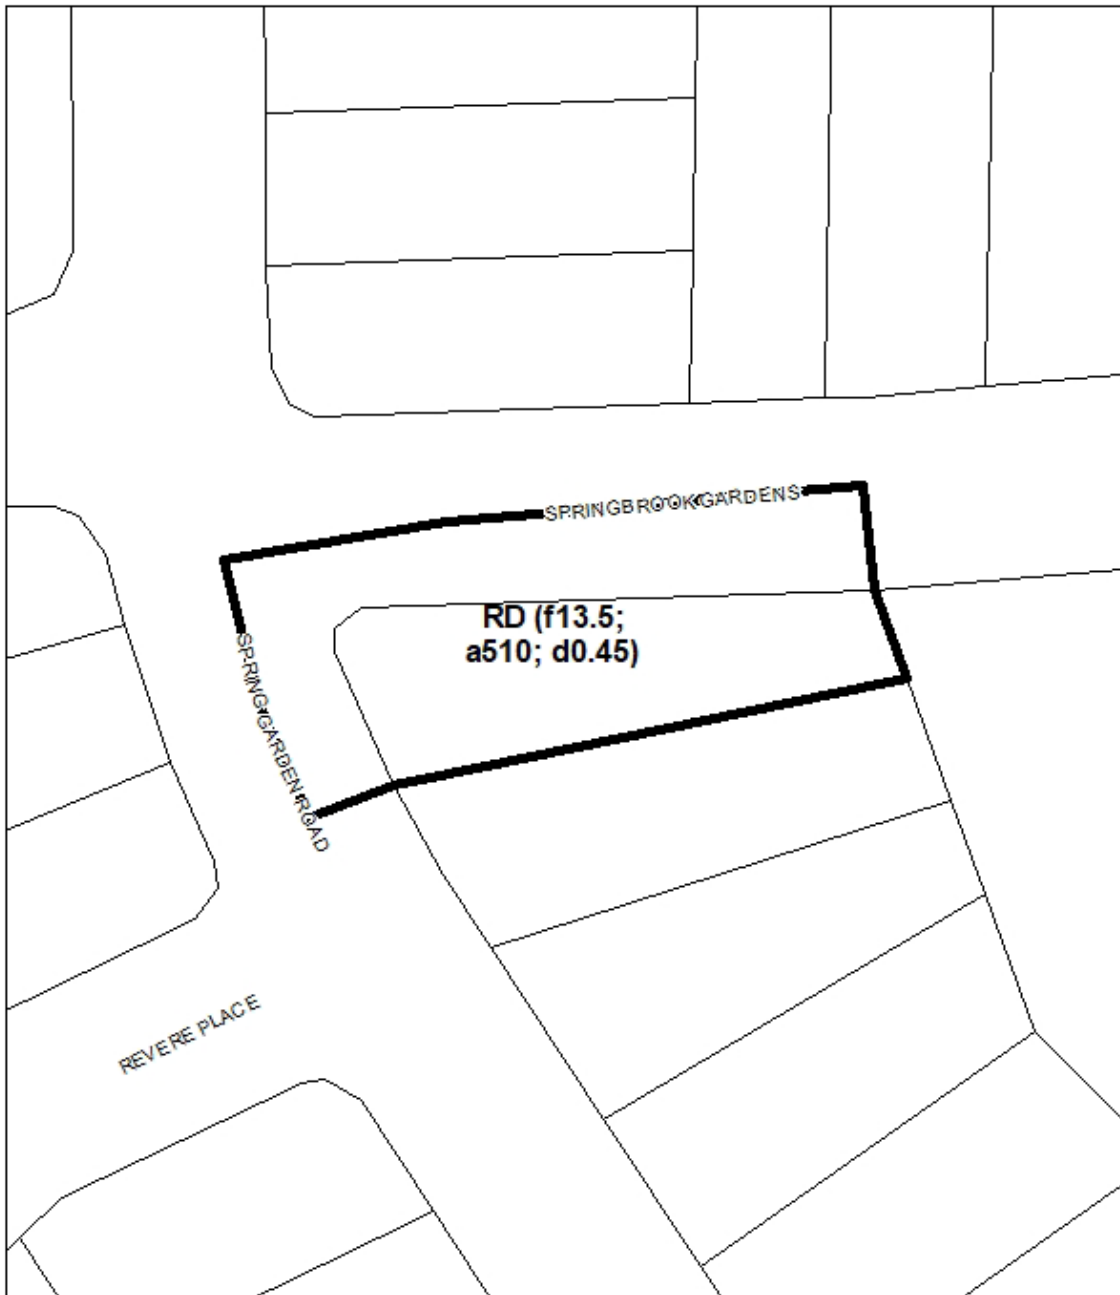 SPRINGBROOK GARDENS
RD (f13.5;
a510; d0.45)
SPRING GARDEN ROAD
REVERE PLACE